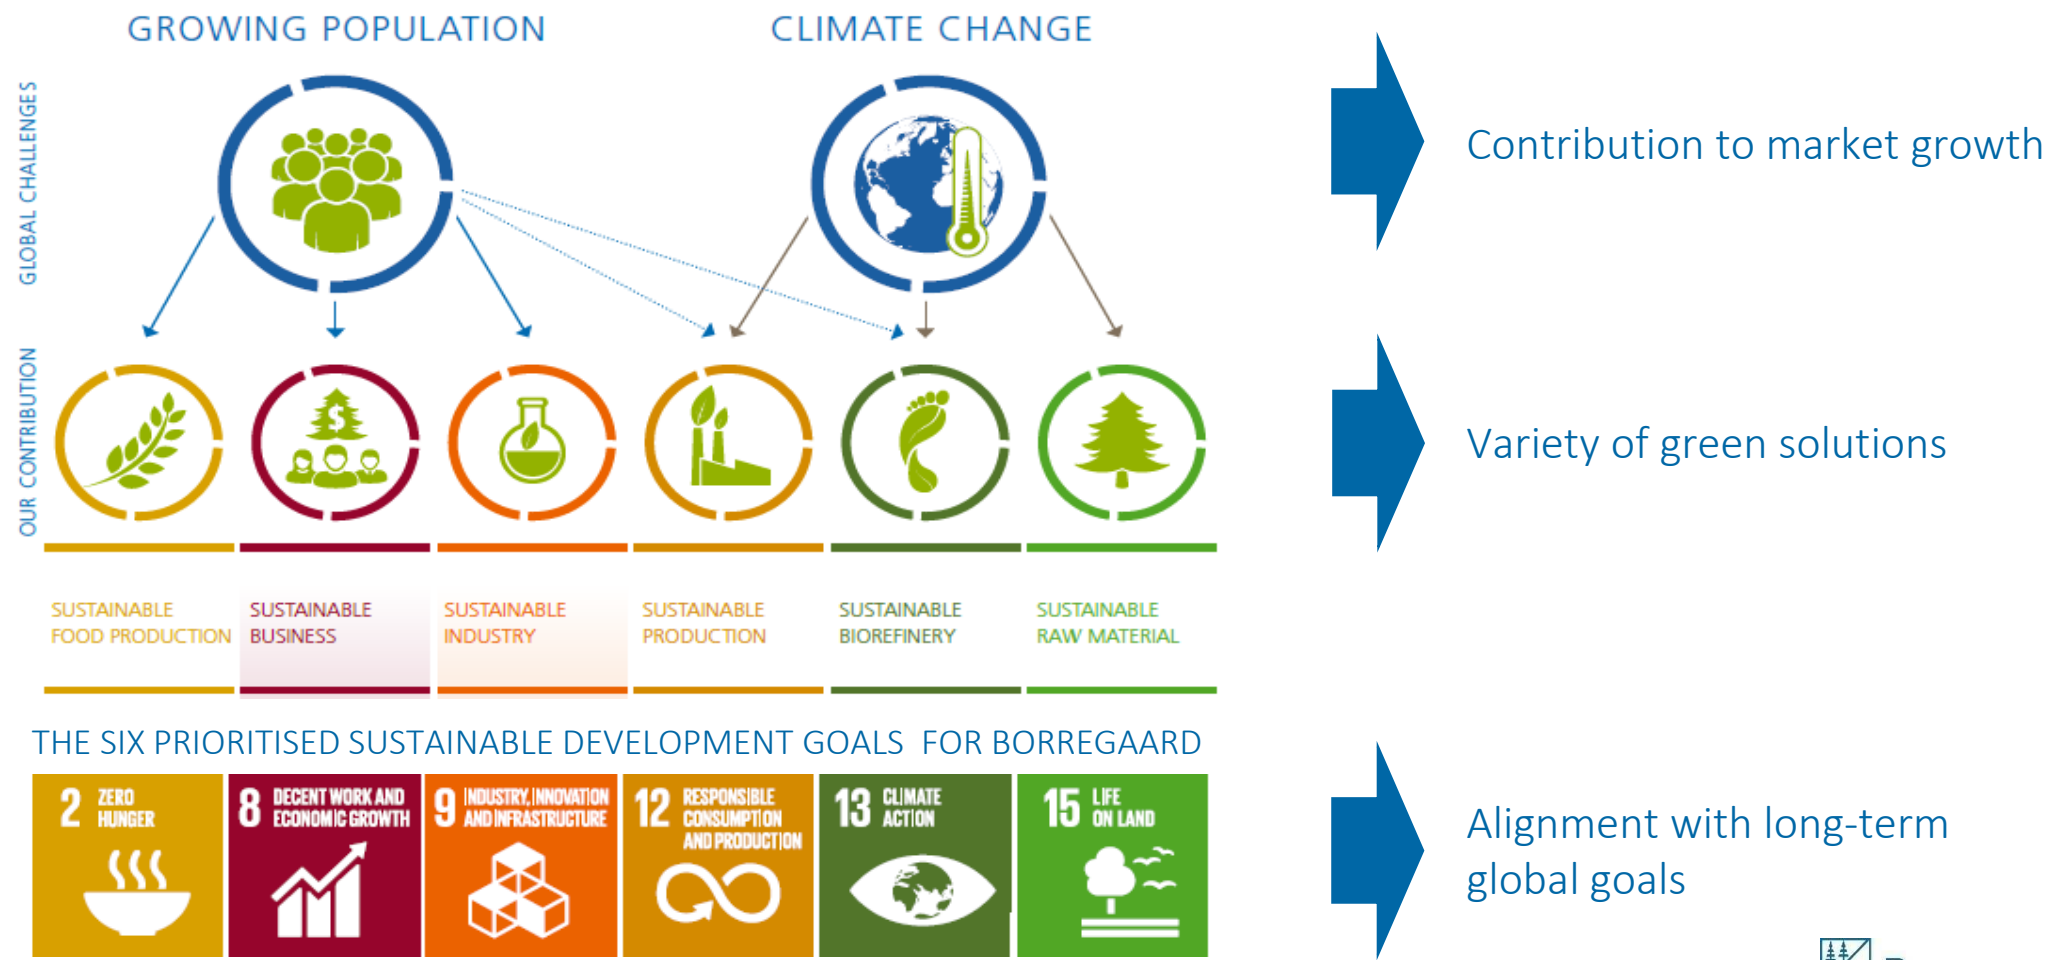 GROWING POPULATION
CLIMATE CHANGE
GLOBAL CHALLENGES
Contribution to market growth
OUR CONTRIBUTION
$
Variety of green solutions
SUSTAINABLE
FOOD PRODUCTION
SUSTAINABLE
BUSINESS
SUSTAINABLE
INDUSTRY
SUSTAINABLE
PRODUCTION
SUSTAINABLE
BIOREFINERY
SUSTAINABLE
RAW MATERIAL
THE SIX PRIORITISED SUSTAINABLE DEVELOPMENT GOALS FOR BORREGAARD
2 ZERO
HUNGER
8 DECENT WORK AND
ECONOMIC GROWTH
9 INDUSTRY, INNOVATION
AND INFRASTRUCTURE
12 RESPONSIBLE
CONSUMPTION
AND PRODUCTION
13 CLIMATE
ACTION
15 LIFE
ON LAND
Alignment with long-term
global goals